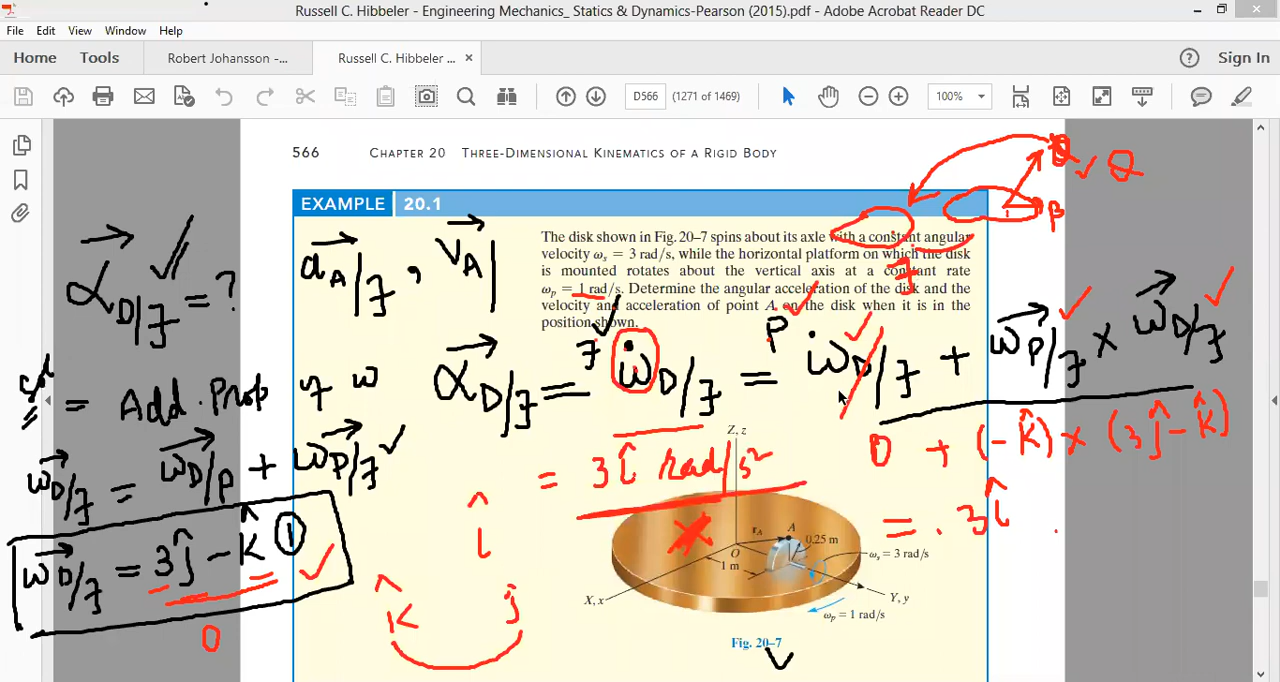 Russell C. Hibbeler - Engineering Mechanics_ Statics & Dynamics-Pearson (2015).pdf - Adobe Acrobat Reader DC
File Edit View Window Help
Home Tools Robert Johansson -... Russell C. Hibbeler ... × Sign In
D566 (1271 of 1469) 100%
566 CHAPTER 20 THREE-DIMENSIONAL KINEMATICS OF A RIGID BODY
EXAMPLE 20.1
The disk shown in Fig. 20–7 spins about its axle with a constant angular
velocity ωs = 3 rad/s, while the horizontal platform on which the disk
is mounted rotates about the vertical axis at a constant rate
ωp = 1 rad/s. Determine the angular acceleration of the disk and the
velocity and acceleration of point A on the disk when it is in the
position shown.
Q
P
F
α⃗D/F = ?
a⃗A/F , V⃗A
α⃗D/F = F ω̇D/F = P ω̇D/F + ω⃗P/F × ω⃗D/F
= Add. Prop of ω
0 + (-k̂) × (3ĵ - k̂)
ω⃗D/F = ω⃗D/P + ω⃗P/F
= 3î rad/s²
= 3î
ω⃗D/F = 3ĵ - k̂ 1
0
î
k̂ ĵ
Z, z
rA A
0.25 m
O
1 m
ωs = 3 rad/s
X, x
Y, y
ωp = 1 rad/s
Fig. 20–7